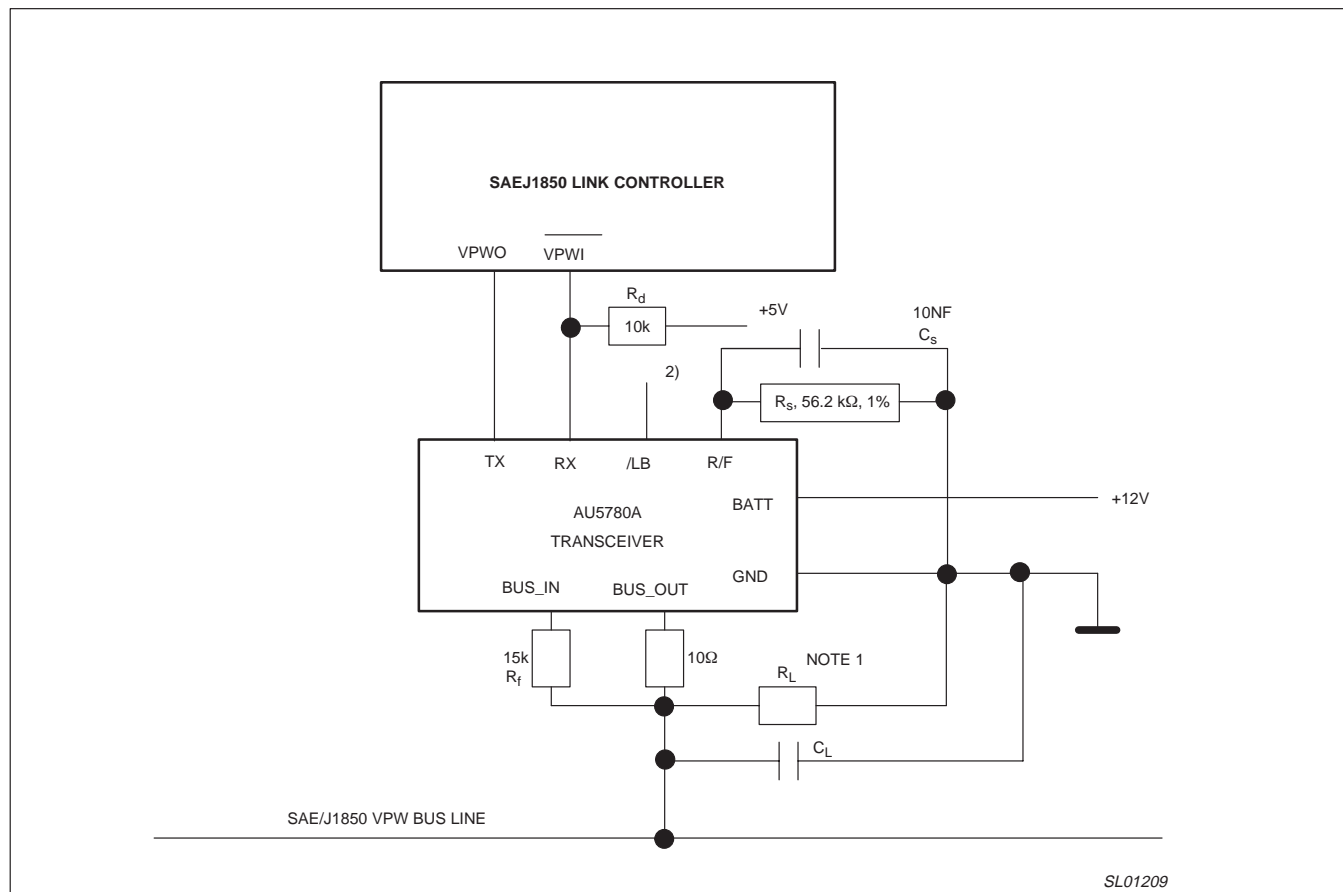 SAEJ1850 LINK CONTROLLER
VPWO
VPWI
Rd
10k
+5V
10NF
Cs
2)
Rs, 56.2 kΩ, 1%
TX
RX
/LB
R/F
BATT
+12V
AU5780A
TRANSCEIVER
GND
BUS_IN
BUS_OUT
15k
Rf
10Ω
NOTE 1
RL
CL
SAE/J1850 VPW BUS LINE
SL01209